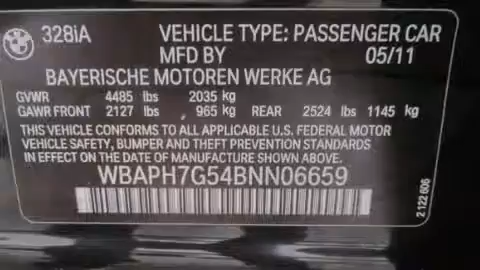 BMW
328iA VEHICLE TYPE: PASSENGER CAR
MFD BY 05/11
BAYERISCHE MOTOREN WERKE AG
GVWR 4485 lbs 2035 kg
GAWR FRONT 2127 lbs 965 kg REAR 2524 lbs 1145 kg
THIS VEHICLE CONFORMS TO ALL APPLICABLE U.S. FEDERAL MOTOR
VEHICLE SAFETY, BUMPER AND THEFT PREVENTION STANDARDS
IN EFFECT ON THE DATE OF MANUFACTURE SHOWN ABOVE.
WBAPH7G54BNN06659
2 122 606